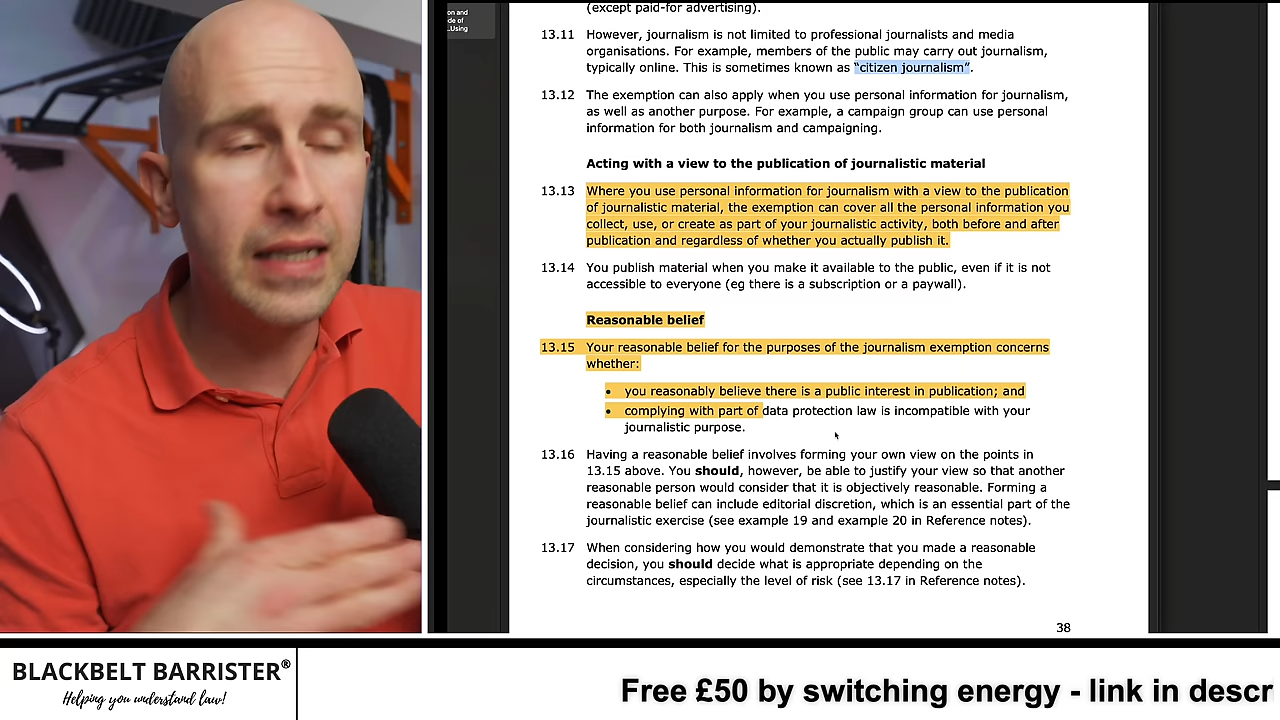 on and
de of
..Using
(except paid-for advertising).
13.11 However, journalism is not limited to professional journalists and media
organisations. For example, members of the public may carry out journalism,
typically online. This is sometimes known as “citizen journalism”.
13.12 The exemption can also apply when you use personal information for journalism,
as well as another purpose. For example, a campaign group can use personal
information for both journalism and campaigning.
Acting with a view to the publication of journalistic material
13.13 Where you use personal information for journalism with a view to the publication
of journalistic material, the exemption can cover all the personal information you
collect, use, or create as part of your journalistic activity, both before and after
publication and regardless of whether you actually publish it.
13.14 You publish material when you make it available to the public, even if it is not
accessible to everyone (eg there is a subscription or a paywall).
Reasonable belief
13.15 Your reasonable belief for the purposes of the journalism exemption concerns
whether:
• you reasonably believe there is a public interest in publication; and
• complying with part of data protection law is incompatible with your
journalistic purpose.
13.16 Having a reasonable belief involves forming your own view on the points in
13.15 above. You should, however, be able to justify your view so that another
reasonable person would consider that it is objectively reasonable. Forming a
reasonable belief can include editorial discretion, which is an essential part of the
journalistic exercise (see example 19 and example 20 in Reference notes).
13.17 When considering how you would demonstrate that you made a reasonable
decision, you should decide what is appropriate depending on the
circumstances, especially the level of risk (see 13.17 in Reference notes).
38
BLACKBELT BARRISTER®
Helping you understand law!
Free £50 by switching energy - link in descr